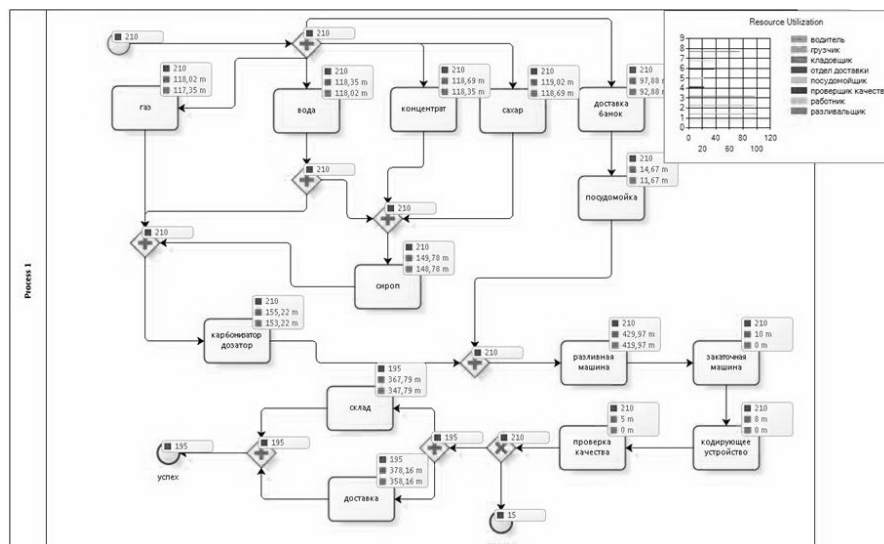 210
210
Resource Utilization
9
8
7
6
5
4
3
2
1
0
0
40
80
120
20
60
100
водитель
грузчик
кладовщик
отдел доставки
посудомойщик
проверщик качества
работник
разливальщик
210
118,02 m
117,35 m
газ
210
118,35 m
118,02 m
вода
210
118,69 m
118,35 m
концентрат
210
119,02 m
118,69 m
сахар
210
97,88 m
92,88 m
доставка
банок
210
210
210
14,67 m
11,67 m
посудомойка
210
210
149,78 m
148,78 m
сироп
Process 1
210
155,22 m
153,22 m
карбонизатор
дозатор
210
210
429,97 m
419,97 m
разливная
машина
210
10 m
0 m
закаточная
машина
195
367,79 m
347,79 m
склад
210
8 m
0 m
кодирующее
устройство
210
5 m
0 m
проверка
качества
210
195
195
195
успех
195
378,16 m
358,16 m
доставка
15